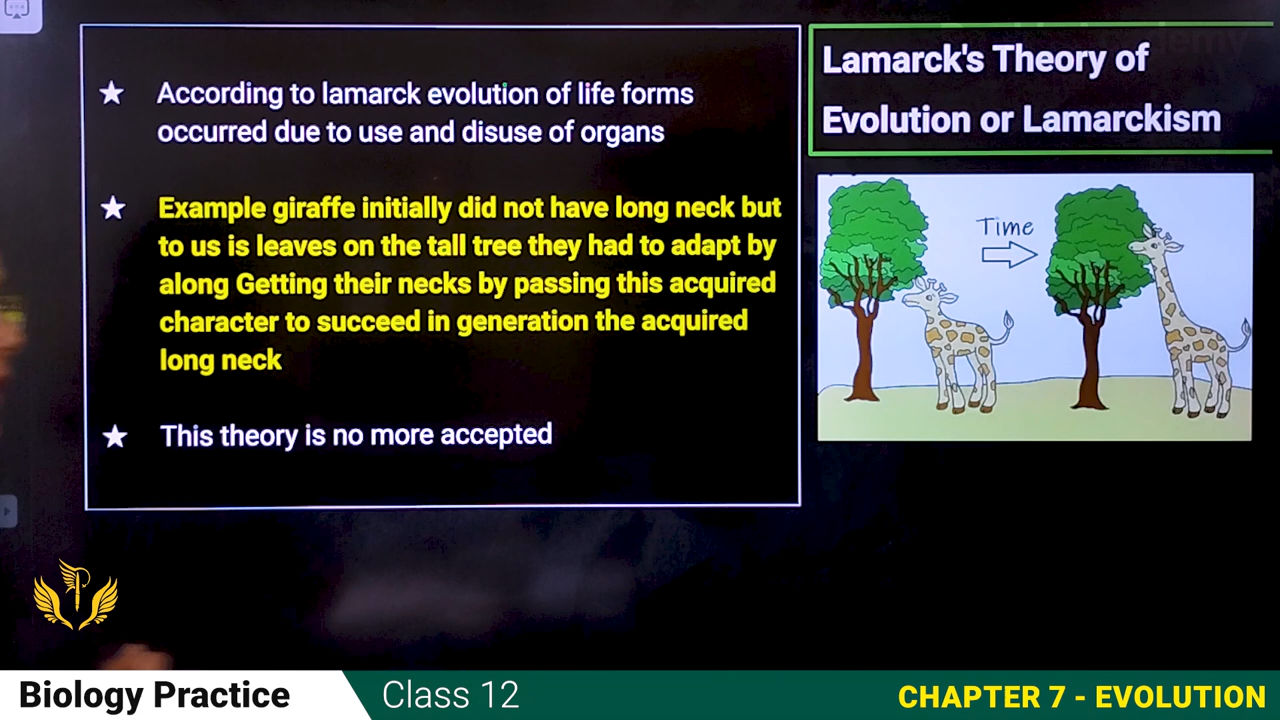 According to lamarck evolution of life forms
occurred due to use and disuse of organs
Example giraffe initially did not have long neck but
to us is leaves on the tall tree they had to adapt by
along Getting their necks by passing this acquired
character to succeed in generation the acquired
long neck
This theory is no more accepted
Lamarck's Theory of
Evolution or Lamarckism
Time
Biology Practice
Class 12
CHAPTER 7 - EVOLUTION